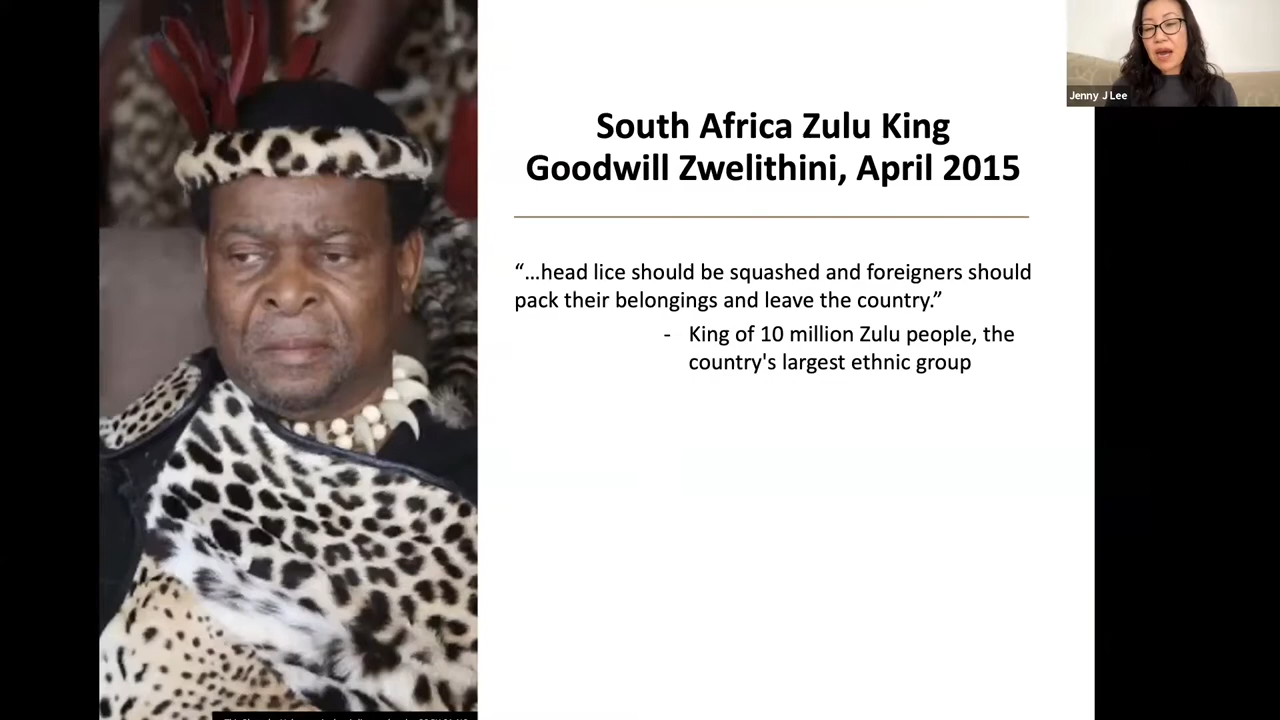 South Africa Zulu King
Goodwill Zwelithini, April 2015
“...head lice should be squashed and foreigners should
pack their belongings and leave the country.”
- King of 10 million Zulu people, the
country's largest ethnic group
Jenny J Lee